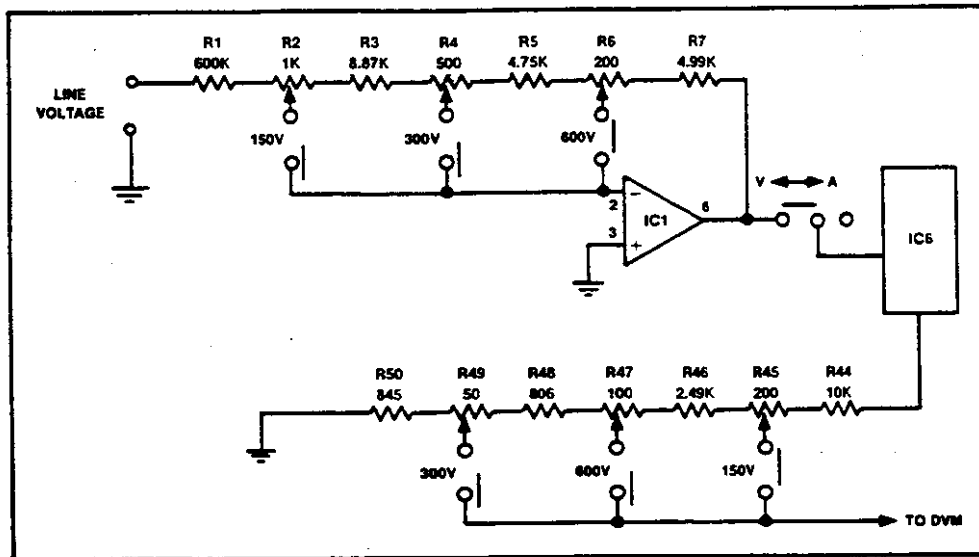 R1 R2 R3 R4 R5 R6 R7
600K 1K 8.87K 500 4.75K 200 4.99K
LINE
VOLTAGE
150V 300V 600V
V A
2 - 6
IC1
3 +
IC6
R50 R49 R48 R47 R46 R45 R44
845 50 806 100 2.49K 200 10K
300V 600V 150V
TO DVM